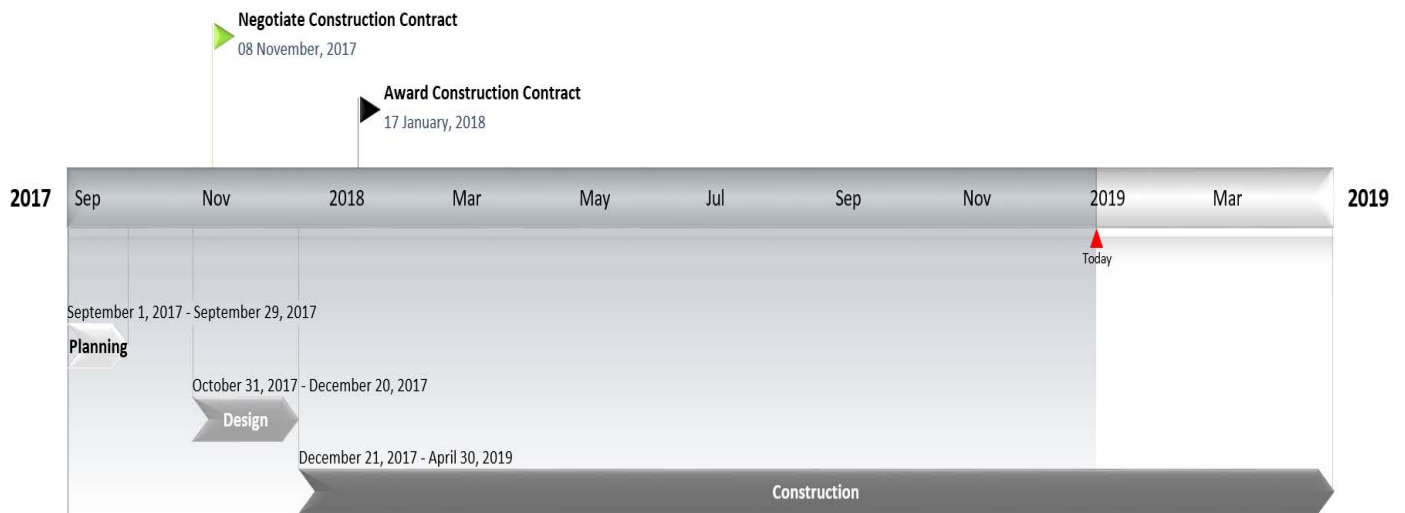 Negotiate Construction Contract
08 November, 2017
Award Construction Contract
17 January, 2018
2017 Sep Nov 2018 Mar May Jul Sep Nov 2019 Mar 2019
Today
September 1, 2017 - September 29, 2017
Planning
October 31, 2017 - December 20, 2017
Design
December 21, 2017 - April 30, 2019
Construction